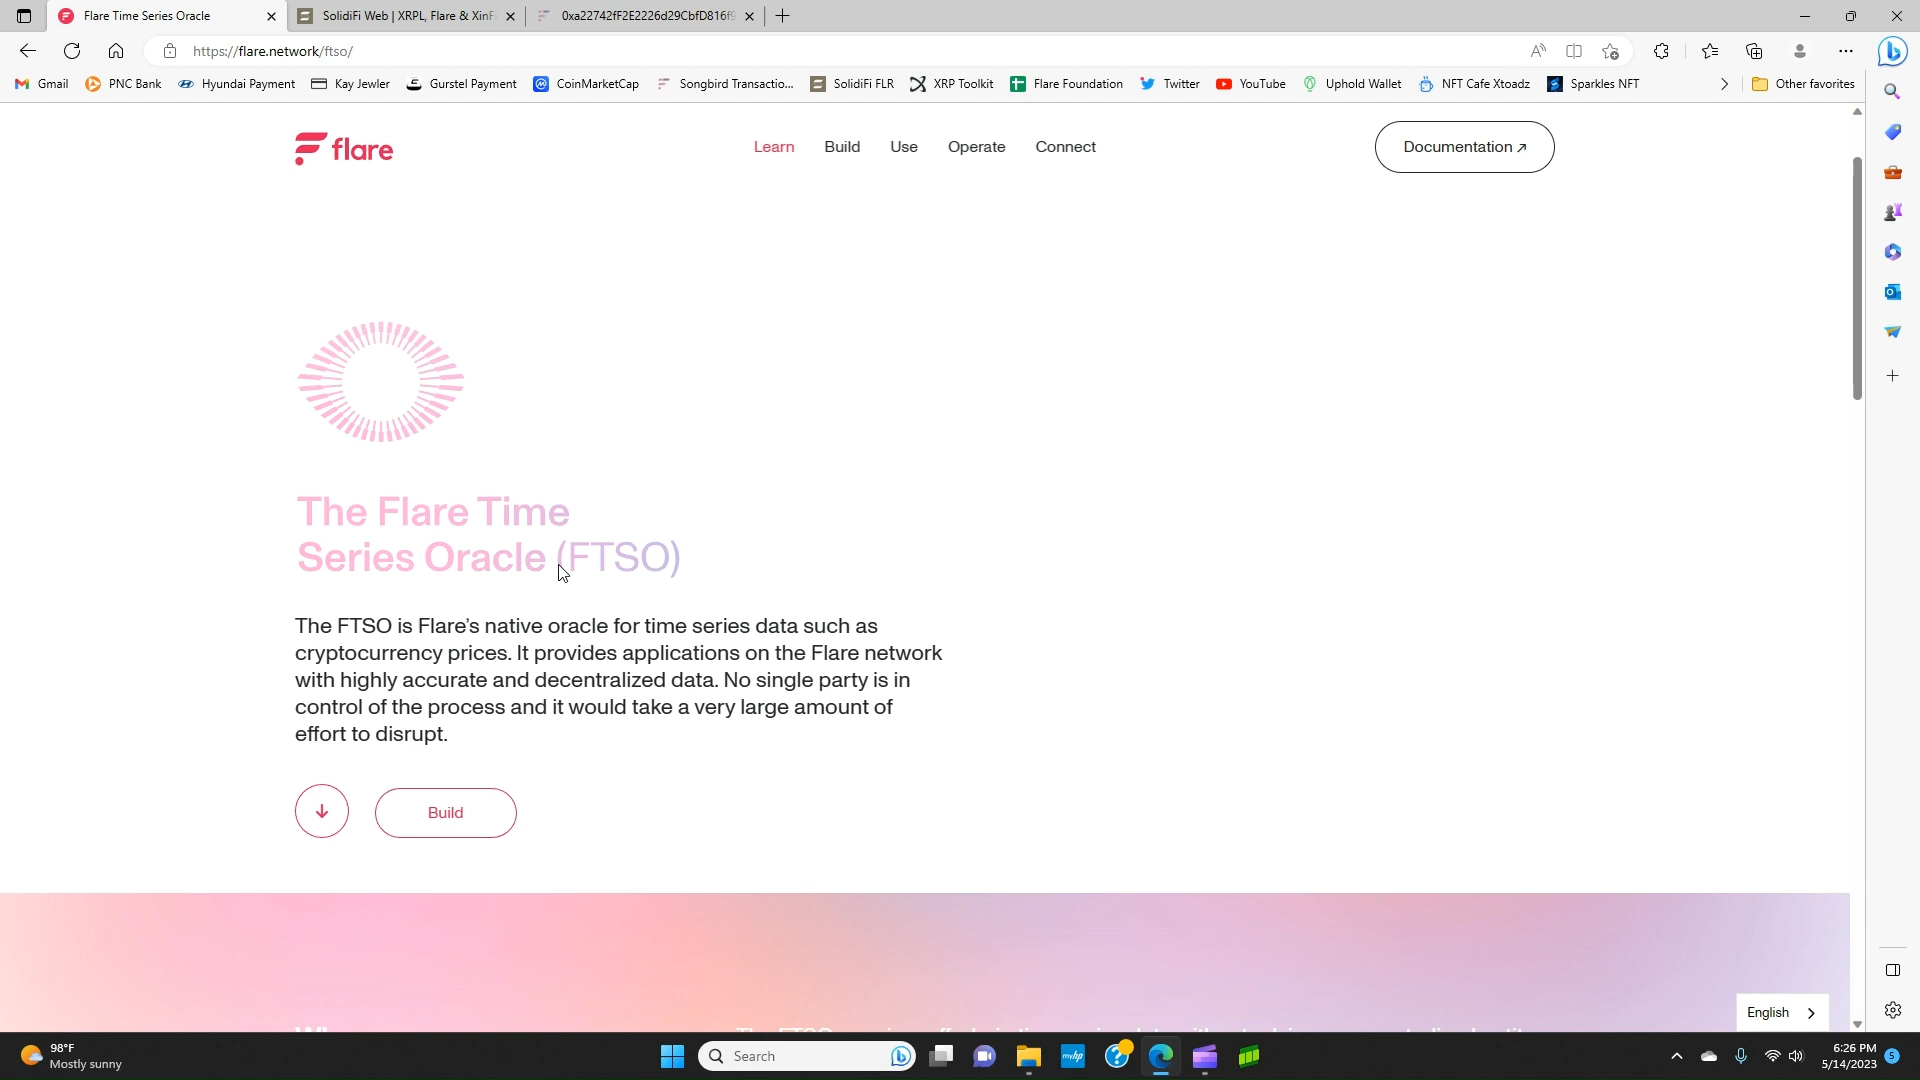 Flare Time Series Oracle
SolidiFi Web | XRPL, Flare & XinFi
0xa22742fF2E2226d29CbfD816f9
https://flare.network/ftso/
Gmail
PNC Bank
Hyundai Payment
Kay Jewler
Gurstel Payment
CoinMarketCap
Songbird Transactio...
SolidiFi FLR
XRP Toolkit
Flare Foundation
Twitter
YouTube
Uphold Wallet
NFT Cafe Xtoadz
Sparkles NFT
Other favorites
flare
Learn
Build
Use
Operate
Connect
Documentation ↗
The Flare Time
Series Oracle (FTSO)
The FTSO is Flare's native oracle for time series data such as
cryptocurrency prices. It provides applications on the Flare network
with highly accurate and decentralized data. No single party is in
control of the process and it would take a very large amount of
effort to disrupt.
Build
English
98°F
Mostly sunny
Search
myhp
6:26 PM
5/14/2023
5